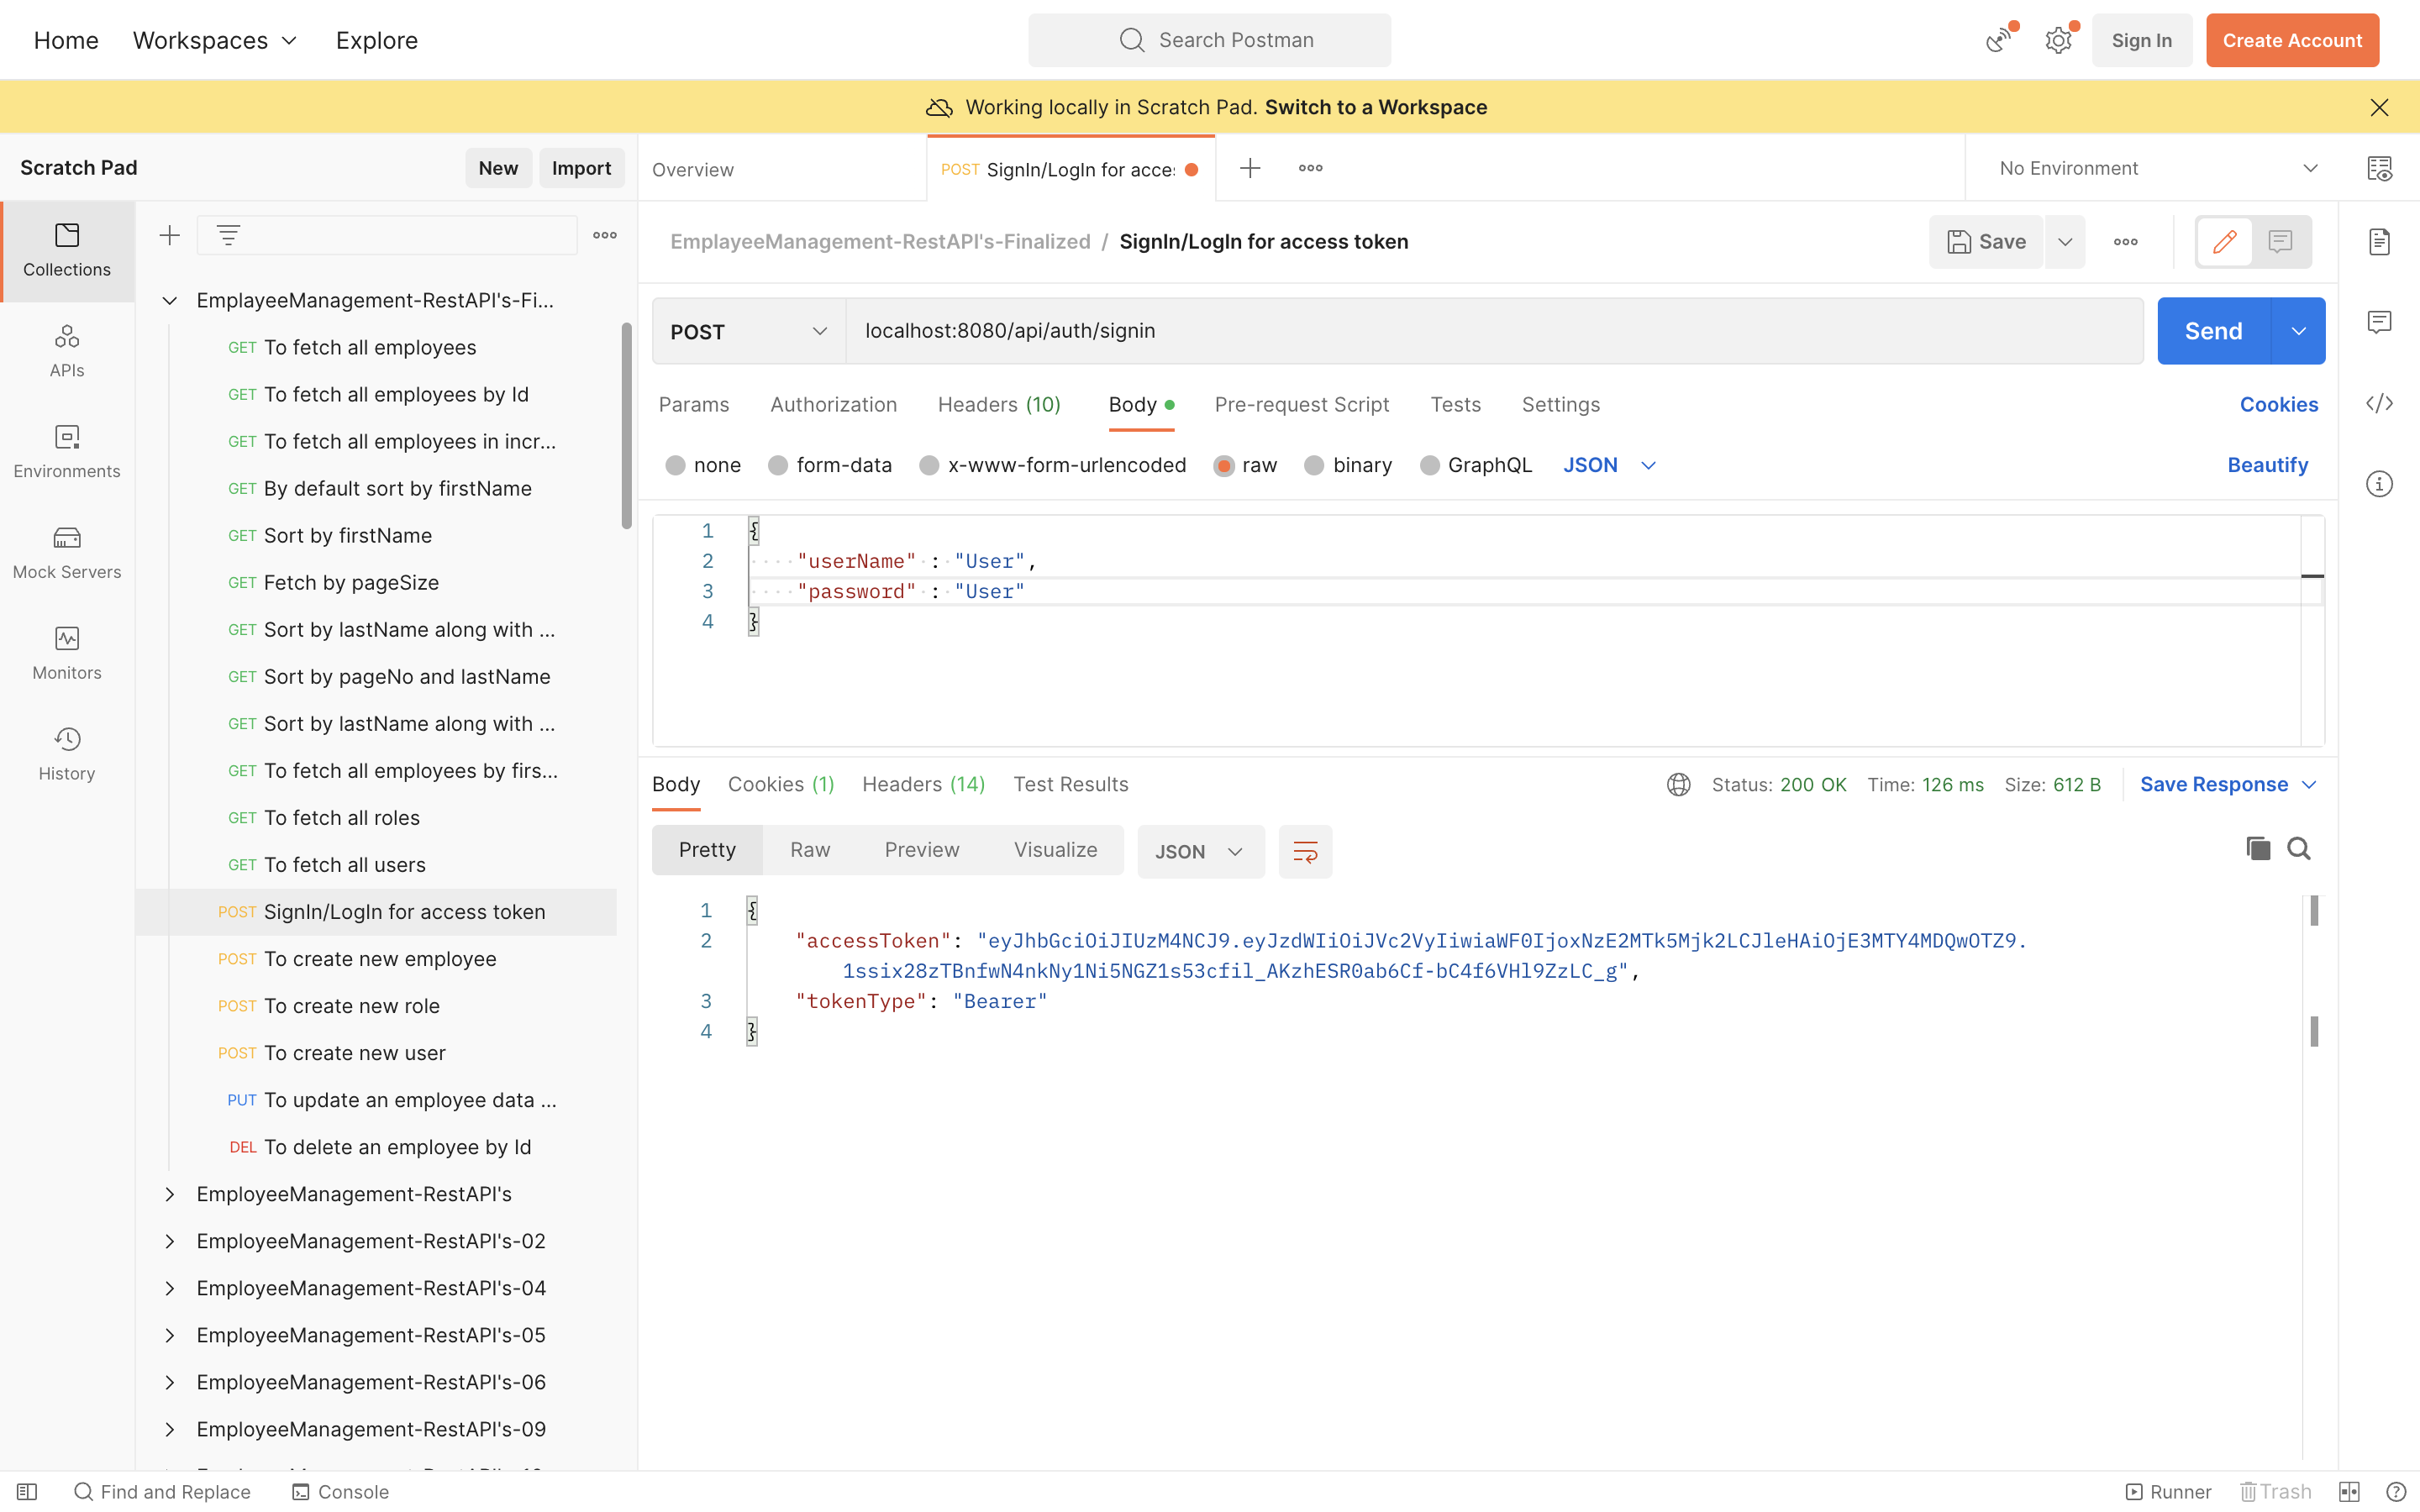 Home
Workspaces
Explore
Search Postman
Sign In
Create Account
Working locally in Scratch Pad. Switch to a Workspace
Scratch Pad
New
Import
Overview
POST SignIn/LogIn for acce
No Environment
Collections
APIs
Environments
Mock Servers
Monitors
History
EmplayeeManagement-RestAPI's-Fi...
GET To fetch all employees
GET To fetch all employees by Id
GET To fetch all employees in incr...
GET By default sort by firstName
GET Sort by firstName
GET Fetch by pageSize
GET Sort by lastName along with ...
GET Sort by pageNo and lastName
GET Sort by lastName along with ...
GET To fetch all employees by firs...
GET To fetch all roles
GET To fetch all users
POST SignIn/LogIn for access token
POST To create new employee
POST To create new role
POST To create new user
PUT To update an employee data ...
DEL To delete an employee by Id
EmployeeManagement-RestAPI's
EmployeeManagement-RestAPI's-02
EmployeeManagement-RestAPI's-04
EmployeeManagement-RestAPI's-05
EmployeeManagement-RestAPI's-06
EmployeeManagement-RestAPI's-09
EmplayeeManagement-RestAPI's-Finalized / SignIn/LogIn for access token
Save
POST
localhost:8080/api/auth/signin
Send
Params
Authorization
Headers (10)
Body
Pre-request Script
Tests
Settings
Cookies
none
form-data
x-www-form-urlencoded
raw
binary
GraphQL
JSON
Beautify
1 {
2 "userName" : "User",
3 "password" : "User"
4 }
Body
Cookies (1)
Headers (14)
Test Results
Status: 200 OK
Time: 126 ms
Size: 612 B
Save Response
Pretty
Raw
Preview
Visualize
JSON
1 {
2 "accessToken": "eyJhbGciOiJIUzM4NCJ9.eyJzdWIiOiJVc2VyIiwiaWF0IjoxNzE2MTk5Mjk2LCJleHAiOjE3MTY4MDQwOTZ9.
1ssix28zTBnfwN4nkNy1Ni5NGZ1s53cfil_AKzhESR0ab6Cf-bC4f6VHl9ZzLC_g",
3 "tokenType": "Bearer"
4 }
Find and Replace
Console
Runner
Trash